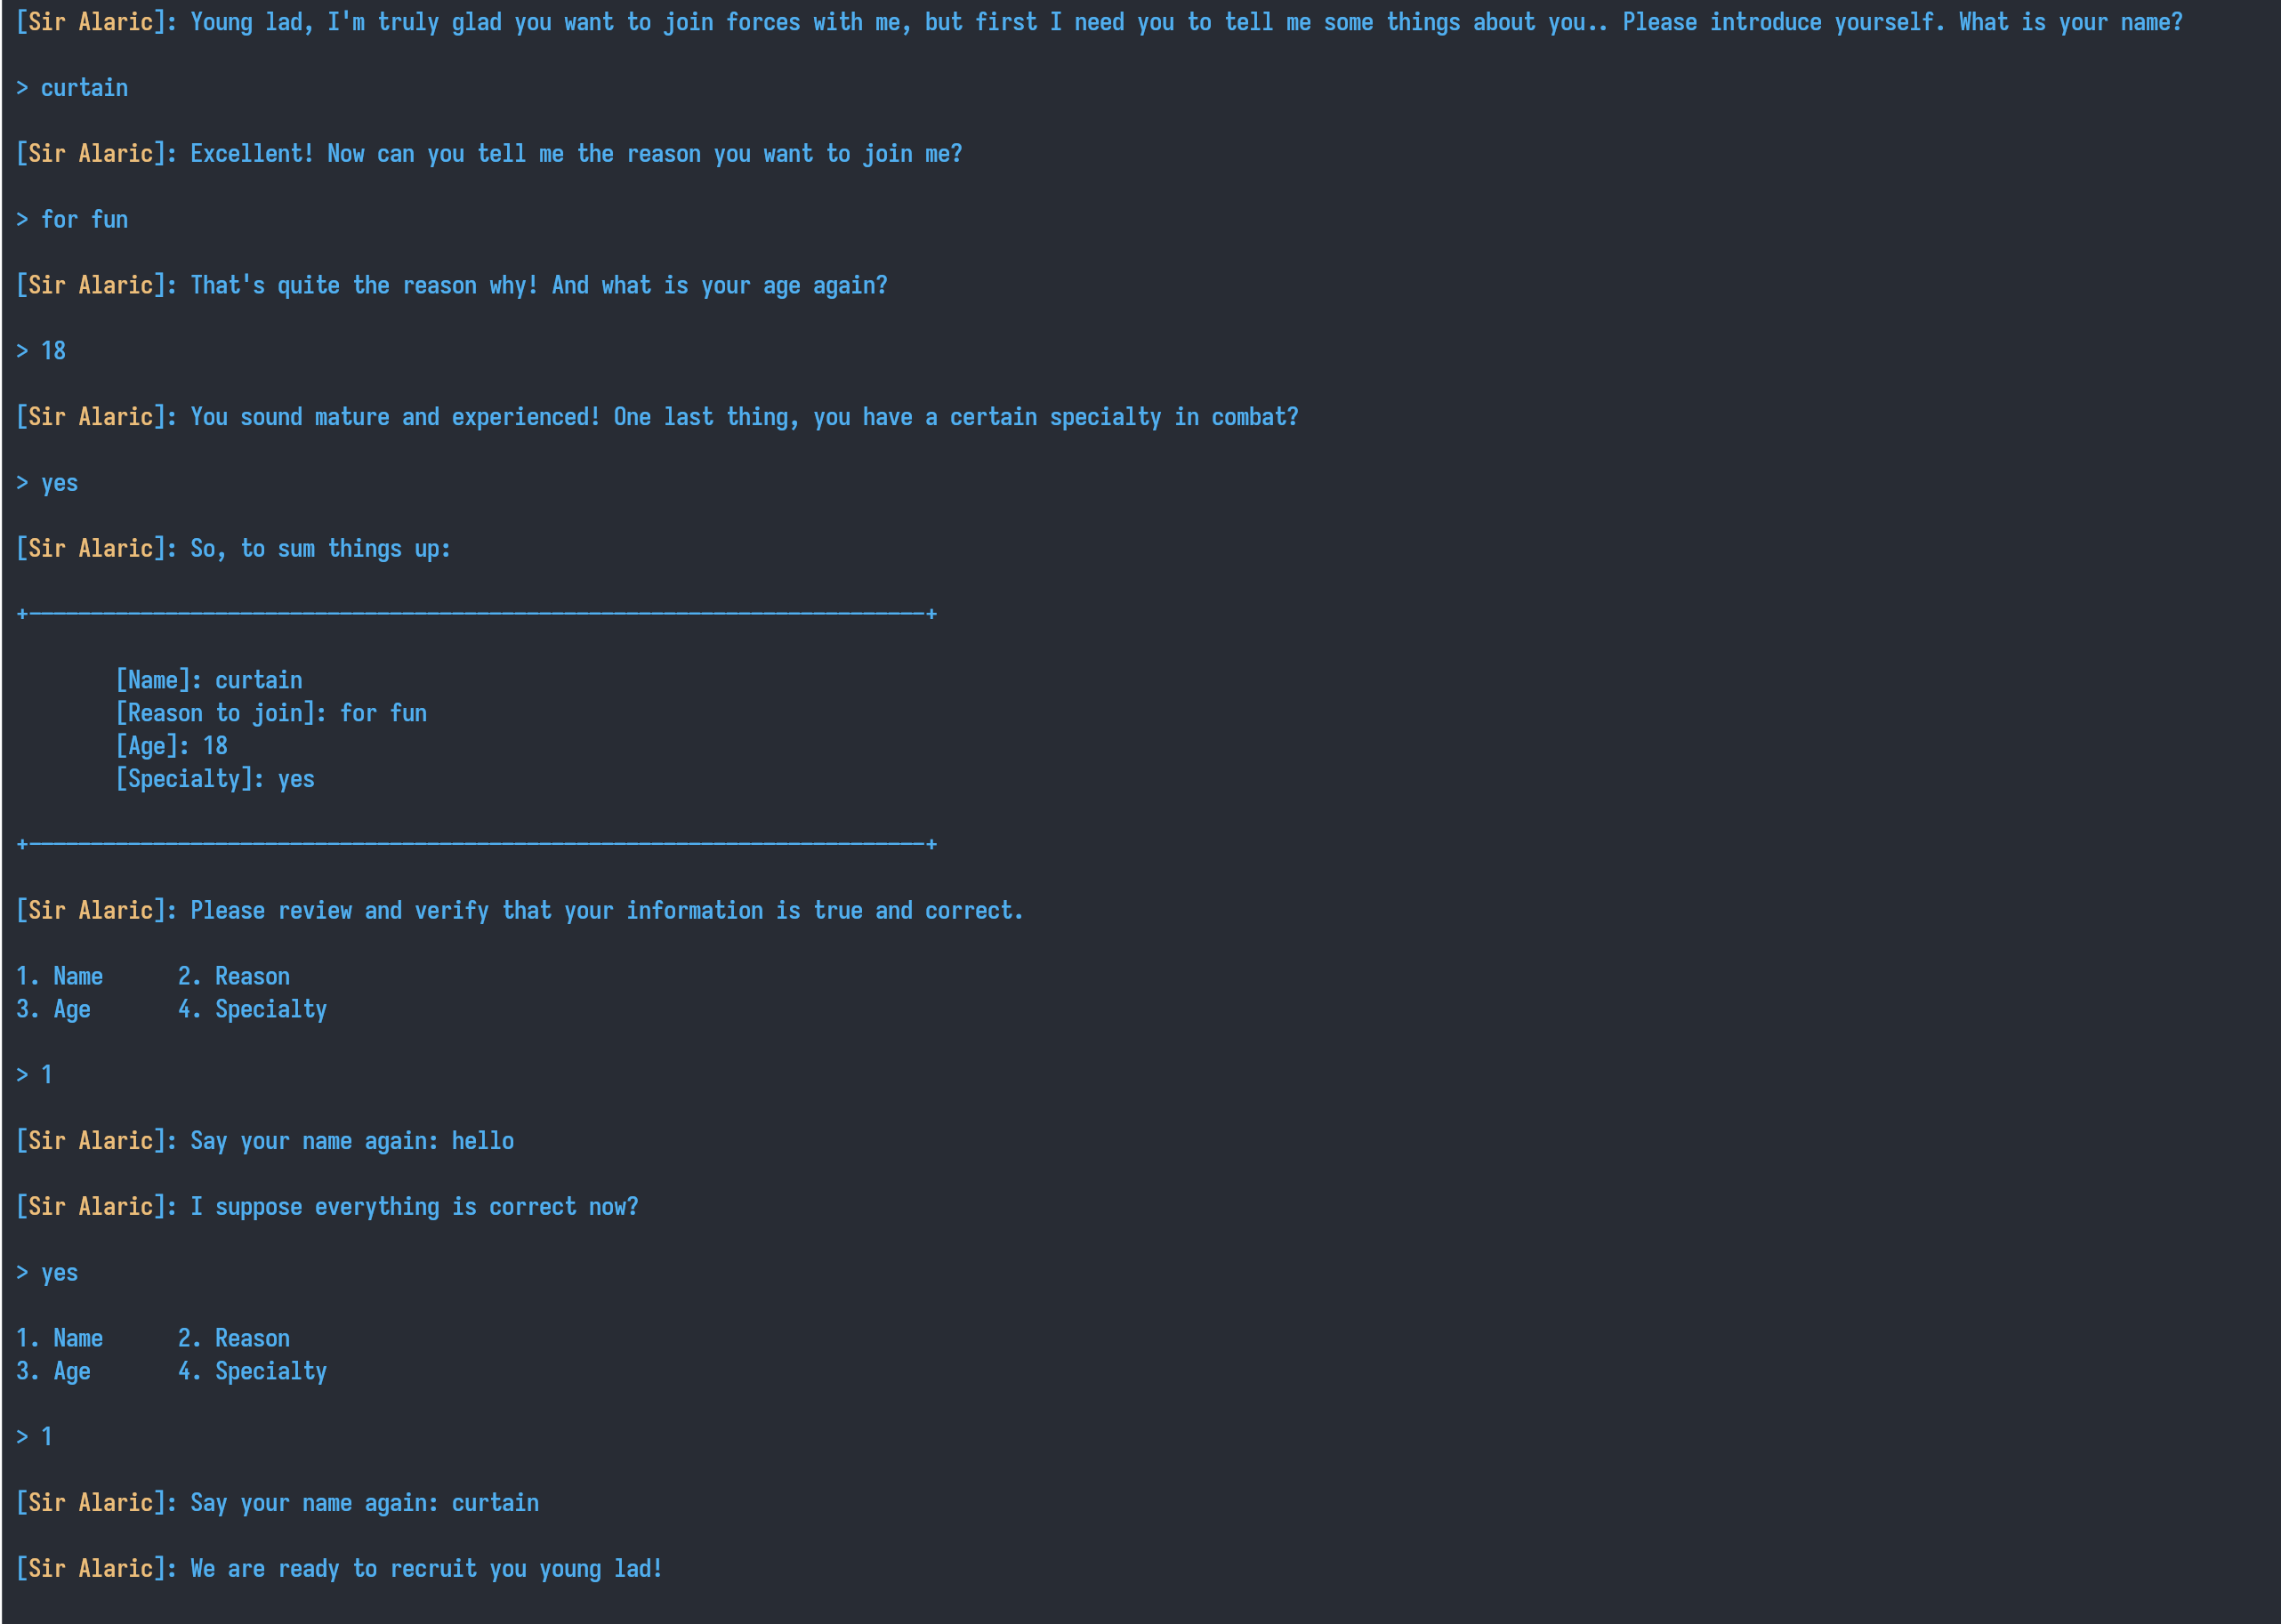 [Sir Alaric]: Young lad, I'm truly glad you want to join forces with me, but first I need you to tell me some things about you.. Please introduce yourself. What is your name?
> curtain
[Sir Alaric]: Excellent! Now can you tell me the reason you want to join me?
> for fun
[Sir Alaric]: That's quite the reason why! And what is your age again?
> 18
[Sir Alaric]: You sound mature and experienced! One last thing, you have a certain specialty in combat?
> yes
[Sir Alaric]: So, to sum things up:
+------------------------------------------------------------------------+
[Name]: curtain
[Reason to join]: for fun
[Age]: 18
[Specialty]: yes
+------------------------------------------------------------------------+
[Sir Alaric]: Please review and verify that your information is true and correct.
1. Name      2. Reason
3. Age       4. Specialty
> 1
[Sir Alaric]: Say your name again: hello
[Sir Alaric]: I suppose everything is correct now?
> yes
1. Name      2. Reason
3. Age       4. Specialty
> 1
[Sir Alaric]: Say your name again: curtain
[Sir Alaric]: We are ready to recruit you young lad!